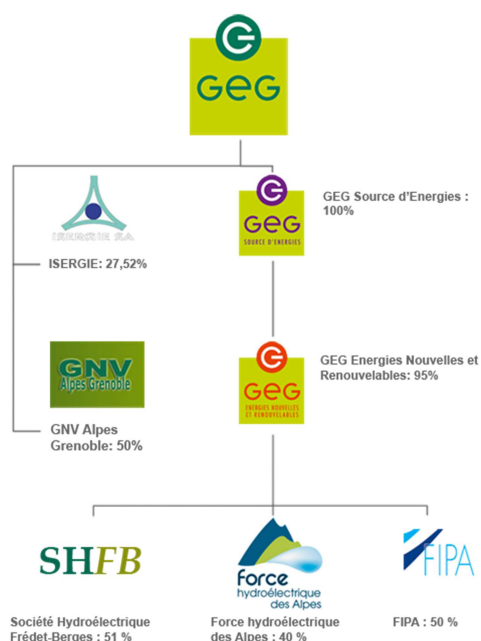 GEG
ISERGIE SA
ISERGIE: 27,52%
GEG
SOURCE D'ENERGIES
GEG Source d'Energies :
100%
GNV
Alpes Grenoble
GNV Alpes
Grenoble: 50%
GEG
ENERGIES NOUVELLES
ET RENOUVELABLES
GEG Energies Nouvelles et
Renouvelables: 95%
SHFB
Société Hydroélectrique
Frédet-Berges : 51 %
force
hydroélectrique
des Alpes
Force hydroélectrique
des Alpes : 40 %
FIPA
FIPA : 50 %